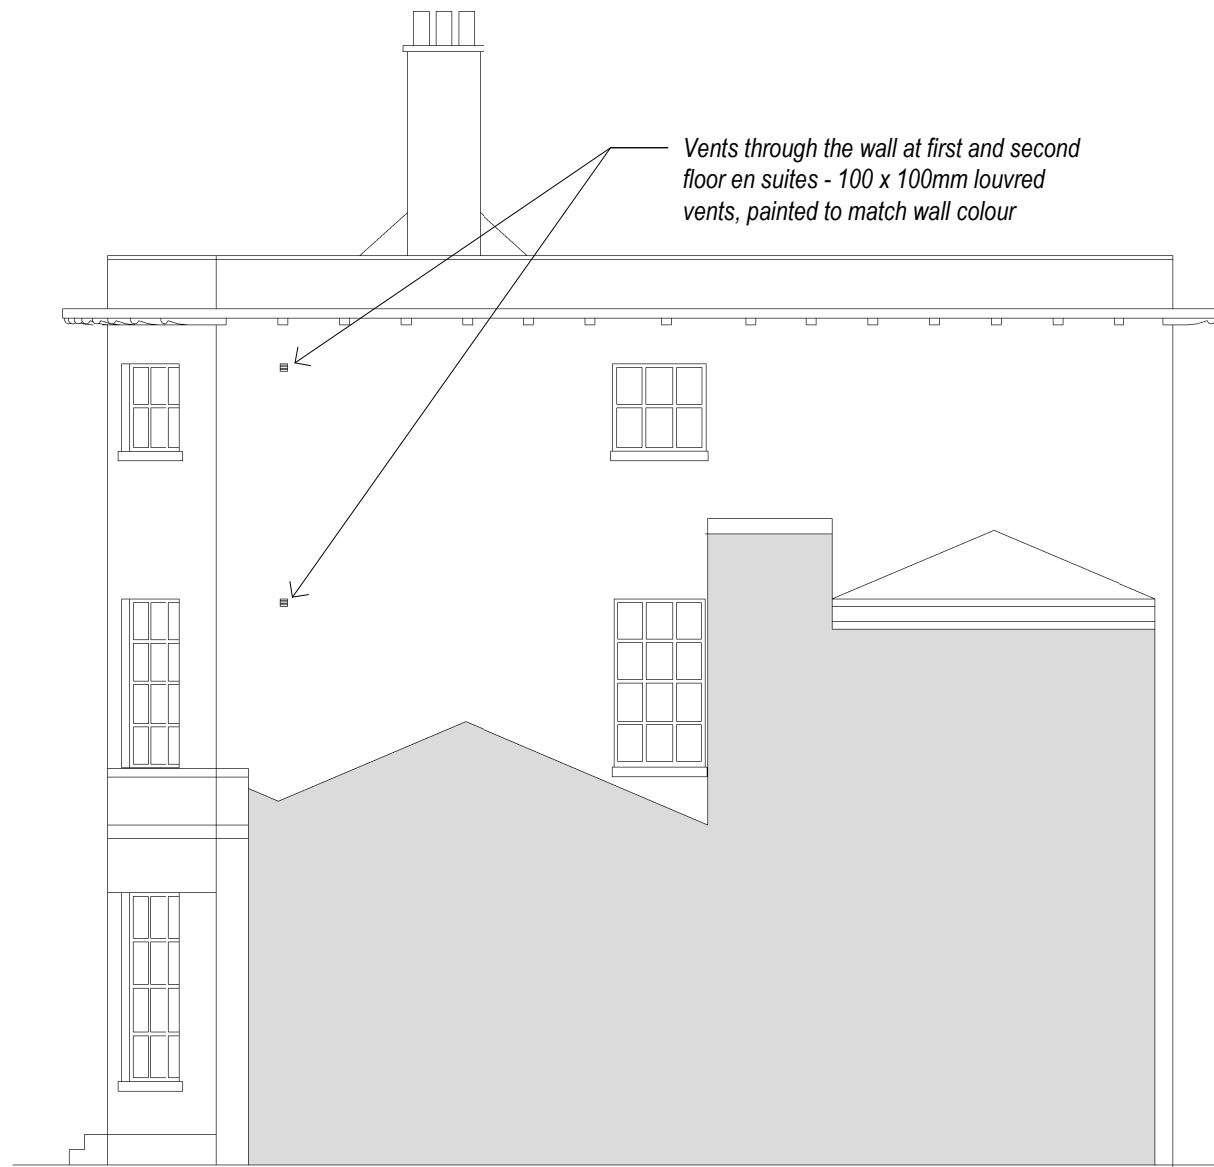 Vents through the wall at first and second
floor en suites - 100 x 100mm louvred
vents, painted to match wall colour